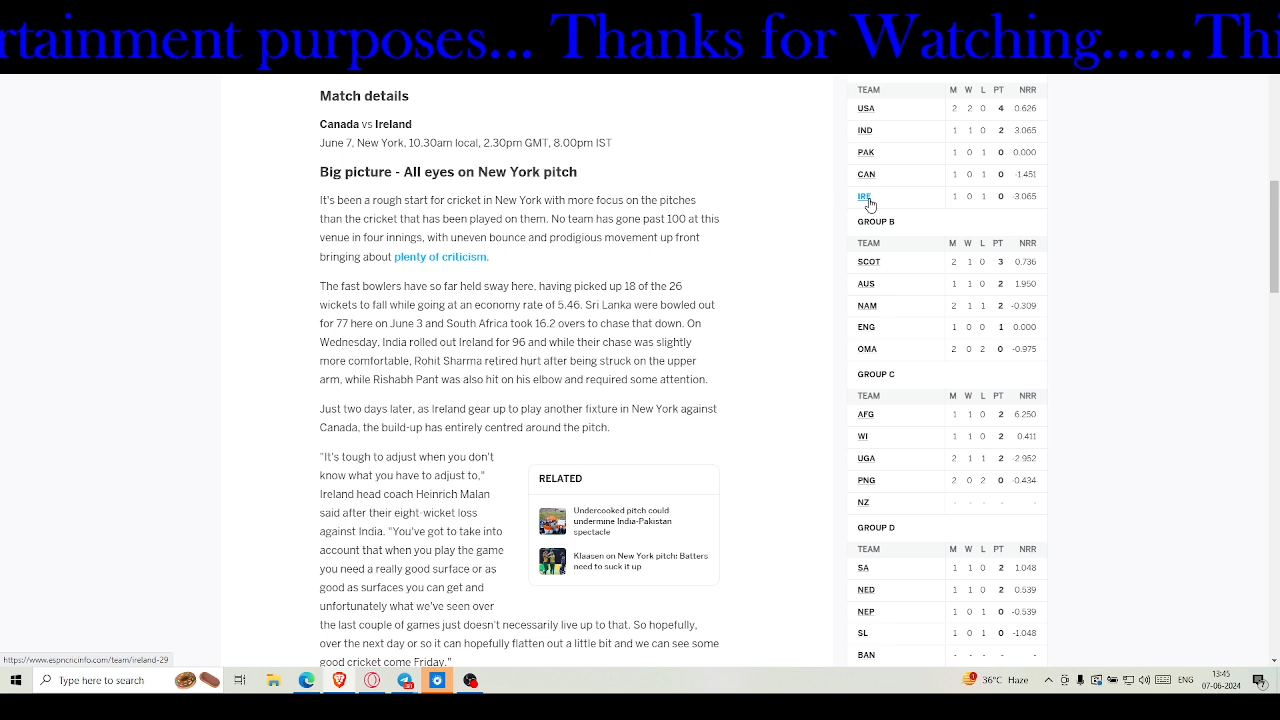 rtainment purposes... Thanks for Watching......Thi
Match details
Canada vs Ireland
June 7, New York, 10.30am local, 2.30pm GMT, 8.00pm IST
Big picture - All eyes on New York pitch
It's been a rough start for cricket in New York with more focus on the pitches
than the cricket that has been played on them. No team has gone past 100 at this
venue in four innings, with uneven bounce and prodigious movement up front
bringing about plenty of criticism.
The fast bowlers have so far held sway here, having picked up 18 of the 26
wickets to fall while going at an economy rate of 5.46. Sri Lanka were bowled out
for 77 here on June 3 and South Africa took 16.2 overs to chase that down. On
Wednesday, India rolled out Ireland for 96 and while their chase was slightly
more comfortable, Rohit Sharma retired hurt after being struck on the upper
arm, while Rishabh Pant was also hit on his elbow and required some attention.
Just two days later, as Ireland gear up to play another fixture in New York against
Canada, the build-up has entirely centred around the pitch.
"It's tough to adjust when you don't
know what you have to adjust to,"
Ireland head coach Heinrich Malan
said after their eight-wicket loss
against India. "You've got to take into
account that when you play the game
you need a really good surface or as
good as surfaces you can get and
unfortunately what we've seen over
the last couple of games just doesn't necessarily live up to that. So hopefully,
over the next day or so it can hopefully flatten out a little bit and we can see some
good cricket come Friday."
RELATED
Undercooked pitch could
undermine India-Pakistan
spectacle
Klaasen on New York pitch: Batters
need to suck it up
TEAM M W L PT NRR
USA 2 2 0 4 0.626
IND 1 1 0 2 3.065
PAK 1 0 1 0 0.000
CAN 1 0 1 0 -1.451
IRE 1 0 1 0 -3.065
GROUP B
TEAM M W L PT NRR
SCOT 2 1 0 3 0.736
AUS 1 1 0 2 1.950
NAM 2 1 1 2 -0.309
ENG 1 0 0 1 0.000
OMA 2 0 2 0 -0.975
GROUP C
TEAM M W L PT NRR
AFG 1 1 0 2 6.250
WI 1 1 0 2 0.411
UGA 2 1 1 2 -2.952
PNG 2 0 2 0 -0.434
NZ - - - - -
GROUP D
TEAM M W L PT NRR
SA 1 1 0 2 1.048
NED 1 1 0 2 0.539
NEP 1 0 1 0 -0.539
SL 1 0 1 0 -1.048
BAN - - - - -
https://www.espncricinfo.com/team/ireland-29
Type here to search
36°C Haze
ENG
13:45
07-06-2024